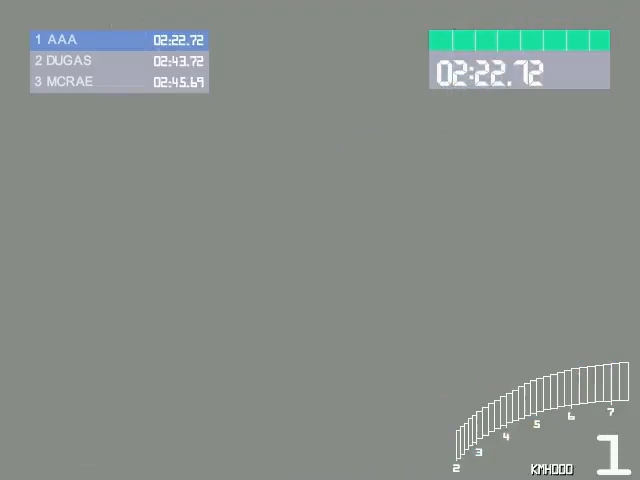 1 AAA 02:22.72
2 DUGAS 02:43.72
3 MCRAE 02:45.69
02:22.72
2 3 4 5 6 7
KMH000 1